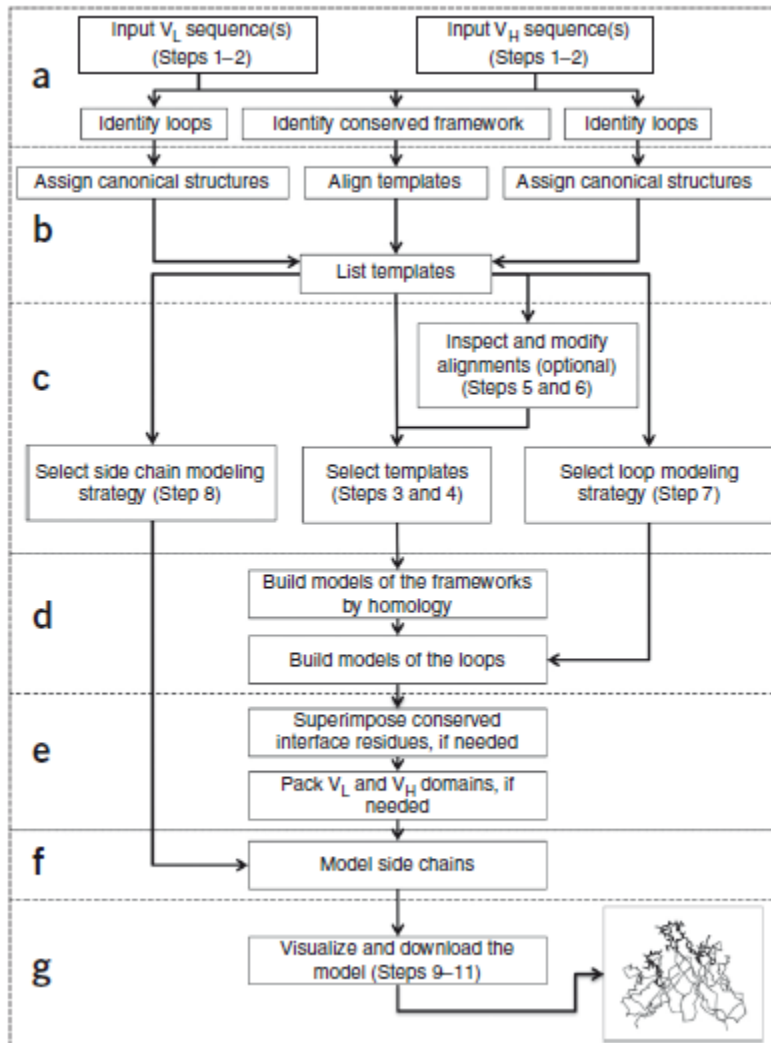 a
Input VL sequence(s)
(Steps 1–2)
Input VH sequence(s)
(Steps 1–2)
Identify loops
Identify conserved framework
Identify loops
b
Assign canonical structures
Align templates
Assign canonical structures
List templates
c
Inspect and modify
alignments (optional)
(Steps 5 and 6)
Select side chain modeling
strategy (Step 8)
Select templates
(Steps 3 and 4)
Select loop modeling
strategy (Step 7)
d
Build models of the frameworks
by homology
Build models of the loops
e
Superimpose conserved
interface residues, if needed
Pack VL and VH domains, if
needed
f
Model side chains
g
Visualize and download the
model (Steps 9–11)